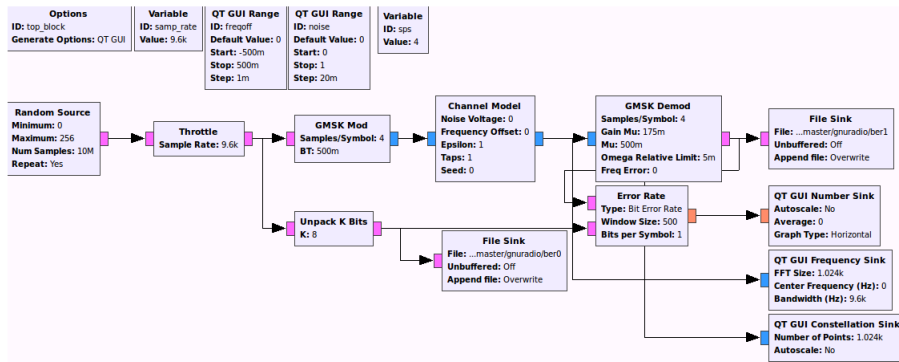 Options
ID: top_block
Generate Options: QT GUI
Variable
ID: samp_rate
Value: 9.6k
QT GUI Range
ID: freqoff
Default Value: 0
Start: -500m
Stop: 500m
Step: 1m
QT GUI Range
ID: noise
Default Value: 0
Start: 0
Stop: 1
Step: 20m
Variable
ID: sps
Value: 4
Random Source
Minimum: 0
Maximum: 256
Num Samples: 10M
Repeat: Yes
Throttle
Sample Rate: 9.6k
GMSK Mod
Samples/Symbol: 4
BT: 500m
Channel Model
Noise Voltage: 0
Frequency Offset: 0
Epsilon: 1
Taps: 1
Seed: 0
GMSK Demod
Samples/Symbol: 4
Gain Mu: 175m
Mu: 500m
Omega Relative Limit: 5m
Freq Error: 0
File Sink
File: ...master/gnuradio/ber1
Unbuffered: Off
Append file: Overwrite
Unpack K Bits
K: 8
File Sink
File: ...master/gnuradio/ber0
Unbuffered: Off
Append file: Overwrite
Error Rate
Type: Bit Error Rate
Window Size: 500
Bits per Symbol: 1
QT GUI Number Sink
Autoscale: No
Average: 0
Graph Type: Horizontal
QT GUI Frequency Sink
FFT Size: 1.024k
Center Frequency (Hz): 0
Bandwidth (Hz): 9.6k
QT GUI Constellation Sink
Number of Points: 1.024k
Autoscale: No